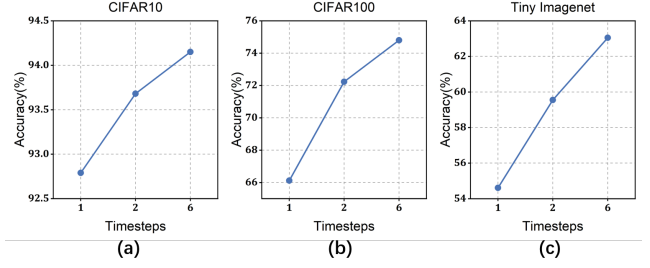 CIFAR10
Accuracy(%)
94.5
94.0
93.5
93.0
92.5
1 2 6
Timesteps
(a)
CIFAR100
Accuracy(%)
76
74
72
70
68
66
1 2 6
Timesteps
(b)
Tiny Imagenet
Accuracy(%)
64
62
60
58
56
54
1 2 6
Timesteps
(c)